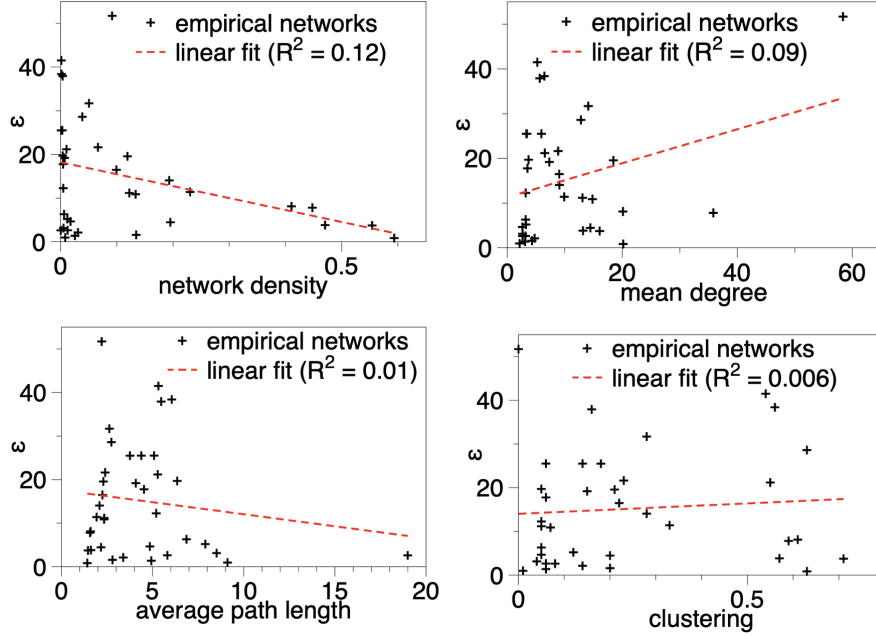 empirical networks
linear fit (R² = 0.12)
40
20
0
ε
0
0.5
network density
empirical networks
linear fit (R² = 0.09)
40
20
0
ε
0
20
40
60
mean degree
empirical networks
linear fit (R² = 0.01)
40
20
0
ε
0
5
10
15
20
average path length
empirical networks
linear fit (R² = 0.006)
40
20
0
ε
0
0.5
clustering